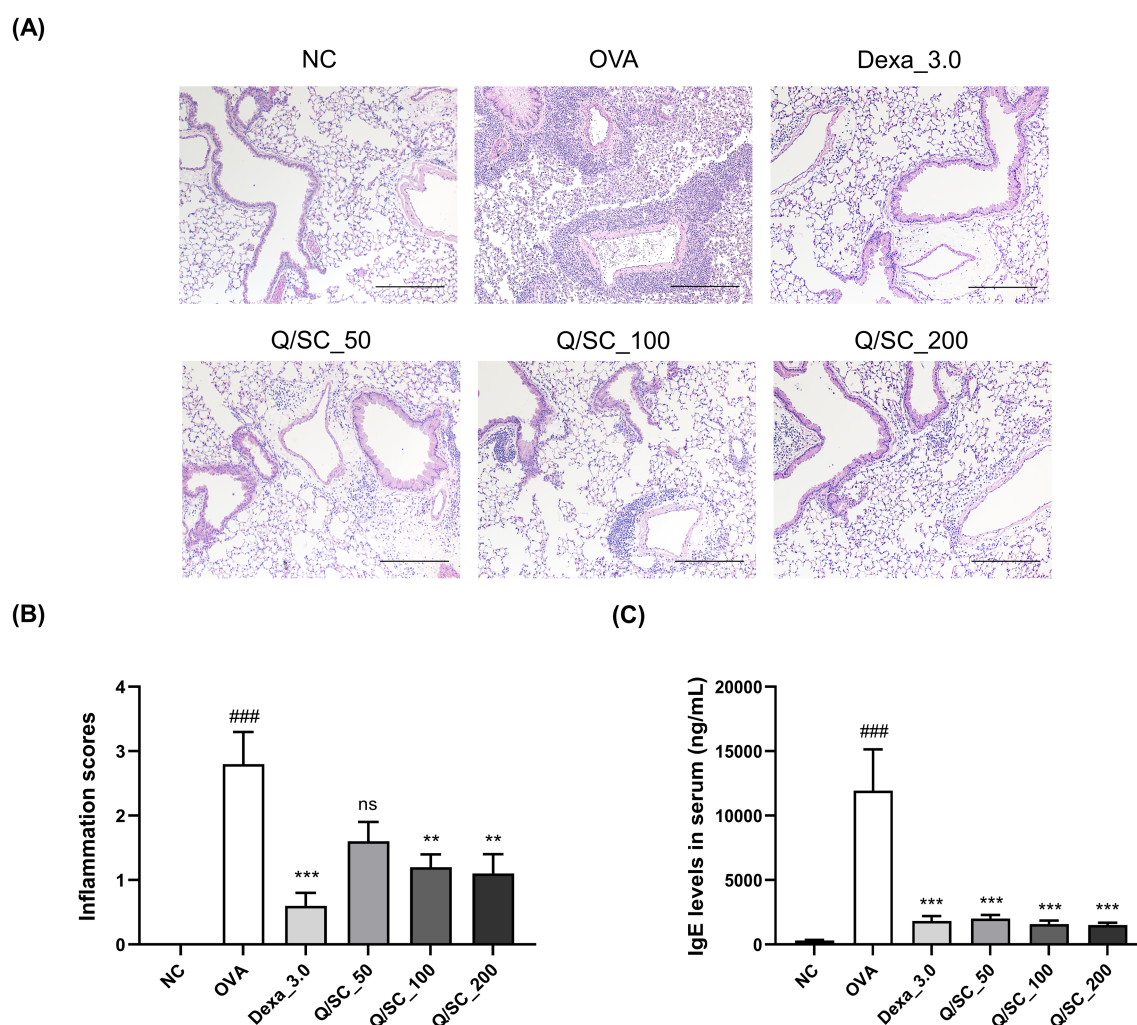 (A)
NC
OVA
Dexa_3.0
Q/SC_50
Q/SC_100
Q/SC_200
(B)
Inflammation scores
4
3
2
1
0
###
***
ns
**
**
NC
OVA
Dexa_3.0
Q/SC_50
Q/SC_100
Q/SC_200
(C)
IgE levels in serum (ng/mL)
20000
15000
10000
5000
0
###
***
***
***
***
NC
OVA
Dexa_3.0
Q/SC_50
Q/SC_100
Q/SC_200